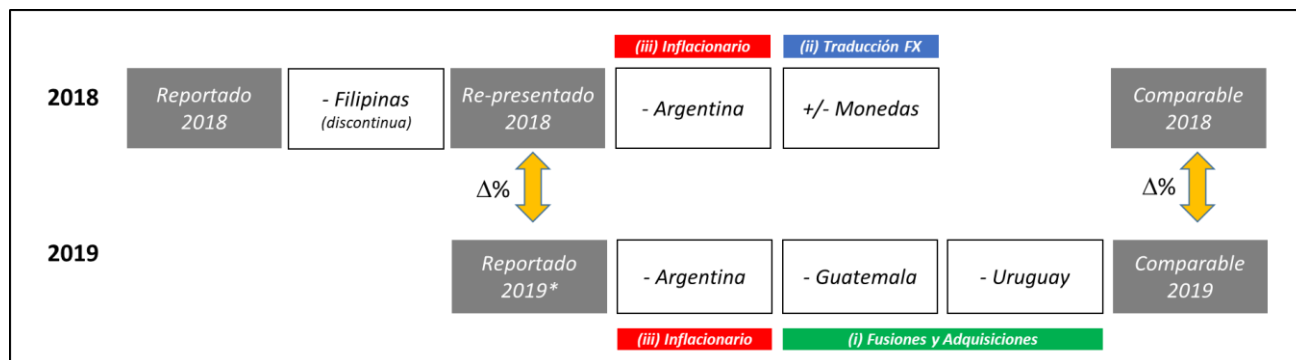 (iii) Inflacionario
(ii) Traducción FX
2018
Reportado
2018
- Filipinas
(discontinua)
Re-presentado
2018
- Argentina
+/- Monedas
Comparable
2018
Δ%
Δ%
2019
Reportado
2019*
- Argentina
- Guatemala
- Uruguay
Comparable
2019
(iii) Inflacionario
(i) Fusiones y Adquisiciones